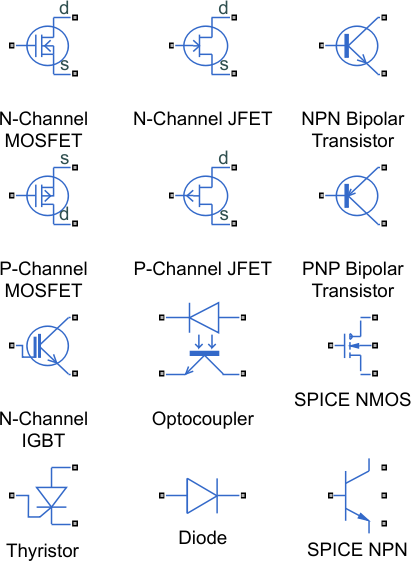 d
d
s
s
N-Channel
MOSFET
N-Channel JFET
NPN Bipolar
Transistor
s
d
d
s
P-Channel
MOSFET
P-Channel JFET
PNP Bipolar
Transistor
N-Channel
IGBT
Optocoupler
SPICE NMOS
Thyristor
Diode
SPICE NPN